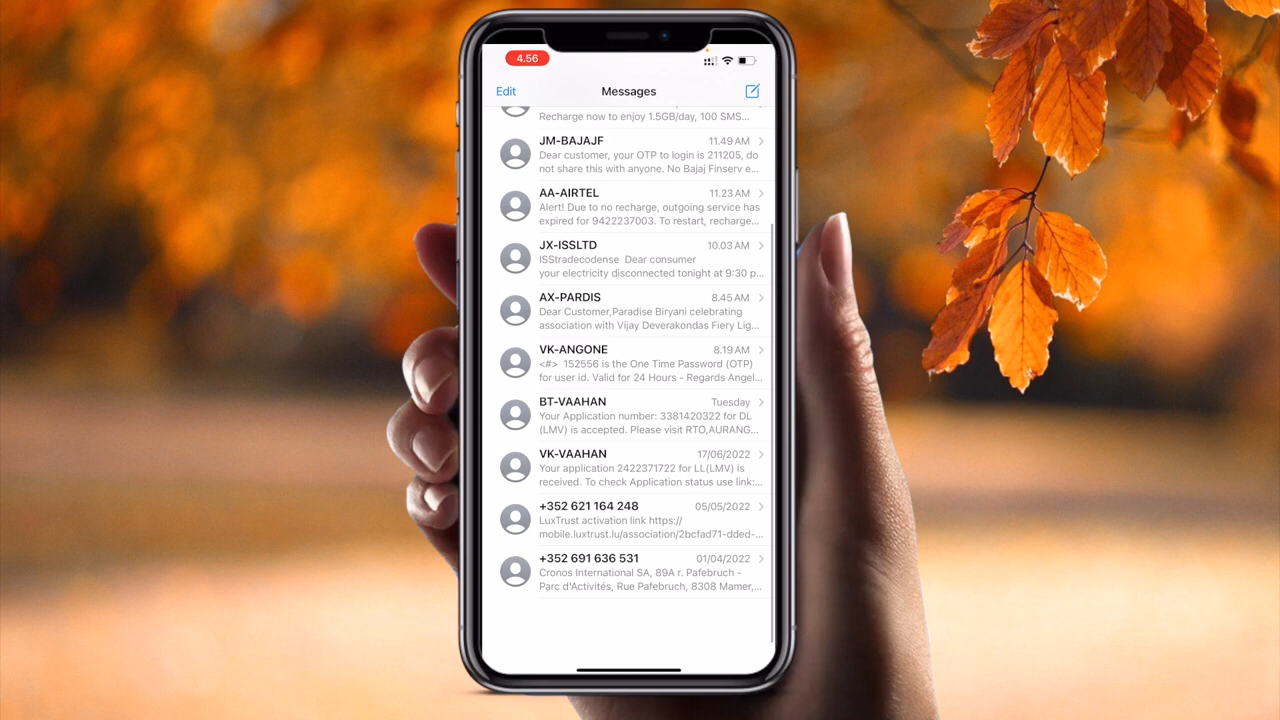 4.56
Edit
Messages
Recharge now to enjoy 1.5GB/day, 100 SMS...
JM-BAJAJF
11.49 AM
Dear customer, your OTP to login is 211205, do
not share this with anyone. No Bajaj Finserv e...
AA-AIRTEL
11.23 AM
Alert! Due to no recharge, outgoing service has
expired for 9422237003. To restart, recharge...
JX-ISSLTD
10.03 AM
ISStradecodense Dear consumer
your electricity disconnected tonight at 9:30 p...
AX-PARDIS
8.45 AM
Dear Customer,Paradise Biryani celebrating
association with Vijay Deverakondas Fiery Lig...
VK-ANGONE
8.19 AM
<#> 152556 is the One Time Password (OTP)
for user id. Valid for 24 Hours - Regards Angel...
BT-VAAHAN
Tuesday
Your Application number: 3381420322 for DL
(LMV) is accepted. Please visit RTO,AURANG...
VK-VAAHAN
17/06/2022
Your application 2422371722 for LL(LMV) is
received. To check Application status use link:...
+352 621 164 248
05/05/2022
LuxTrust activation link https://
mobile.luxtrust.lu/association/2bcfad71-dded-...
+352 691 636 531
01/04/2022
Cronos International SA, 89A r. Pafebruch -
Parc d'Activités, Rue Pafebruch, 8308 Mamer,...